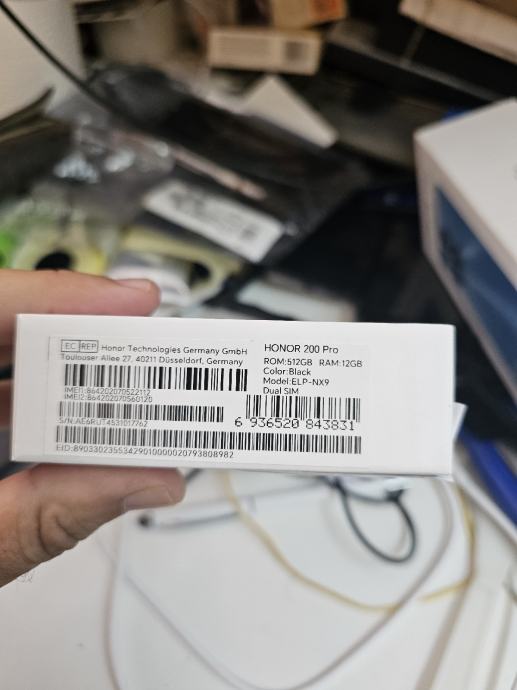 EC REP Honor Technologies Germany GmbH
Toulouser Allee 27, 40211 Düsseldorf, Germany
IMEI1:864202070522112
IMEI2:864202070560120
S/N:AE6RUT4531017762
EID:89033023553429010000020793808982
HONOR 200 Pro
ROM:512GB RAM:12GB
Color:Black
Model:ELP-NX9
Dual SIM
6 936520 843831